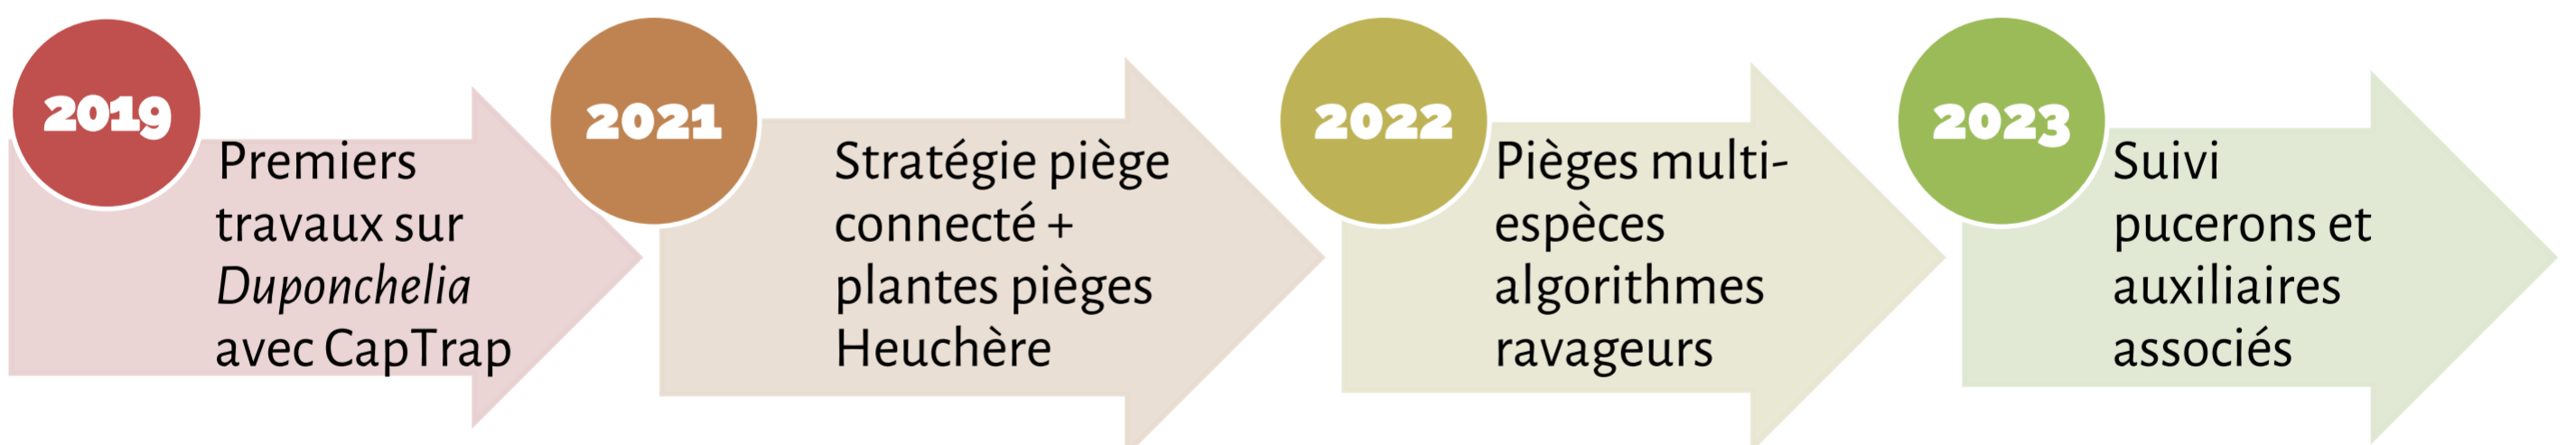 2019
Premiers
travaux sur
Duponchelia
avec CapTrap
2021
Stratégie piège
connecté +
plantes pièges
Heuchère
2022
Pièges multi-
espèces
algorithmes
ravageurs
2023
Suivi
pucerons et
auxiliaires
associés